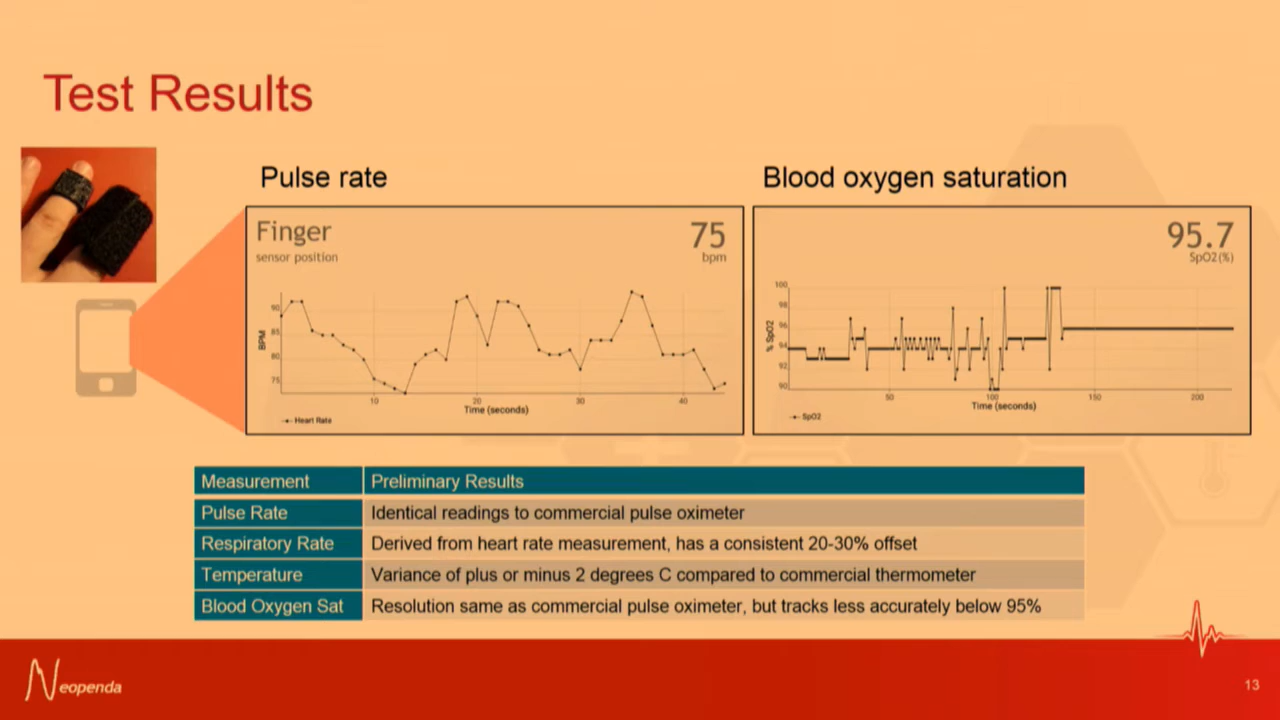 Test Results
Pulse rate
Blood oxygen saturation
Finger
sensor position
75
bpm
95.7
SpO2(%)
BPM
90
85
80
75
10
20
30
40
Time (seconds)
Heart Rate
% SpO2
100
98
96
94
92
90
50
100
150
200
Time (seconds)
SpO2
Measurement Preliminary Results
Pulse Rate Identical readings to commercial pulse oximeter
Respiratory Rate Derived from heart rate measurement, has a consistent 20-30% offset
Temperature Variance of plus or minus 2 degrees C compared to commercial thermometer
Blood Oxygen Sat Resolution same as commercial pulse oximeter, but tracks less accurately below 95%
Neopenda
13